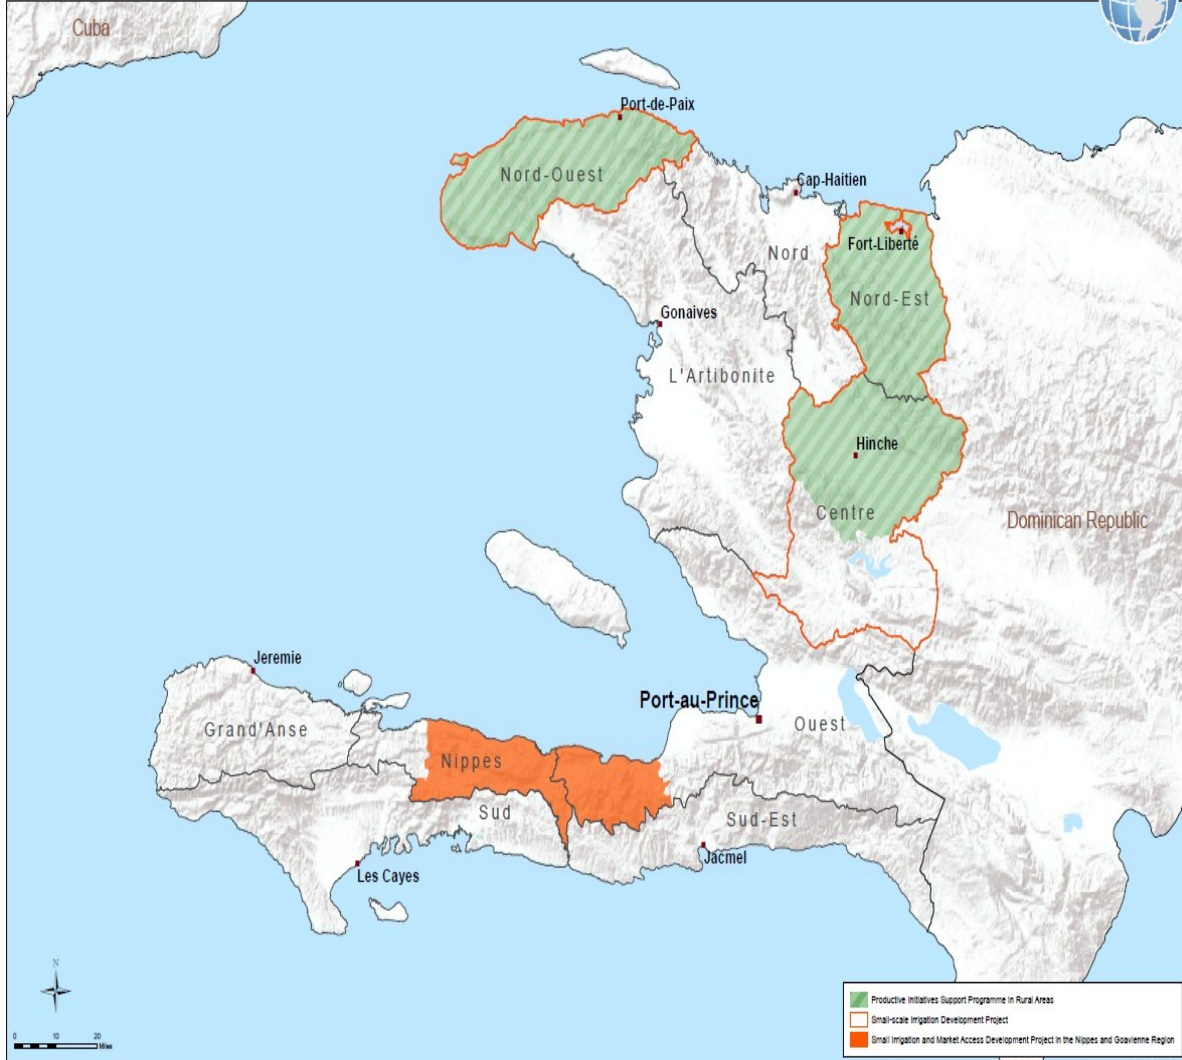 Cuba
Port-de-Paix
Nord-Ouest
Cap-Haitien
Fort-Liberté
Nord
Nord-Est
Gonaives
L'Artibonite
Hinche
Centre
Dominican Republic
Jeremie
Port-au-Prince
Grand'Anse
Ouest
Nippes
Sud
Sud-Est
Jacmel
Les Cayes
N
0 10 20
Miles
Productive Initiatives Support Programme in Rural Areas
Small-scale Irrigation Development Project
Small Irrigation and Market Access Development Project in the Nippes and Goavienne Region